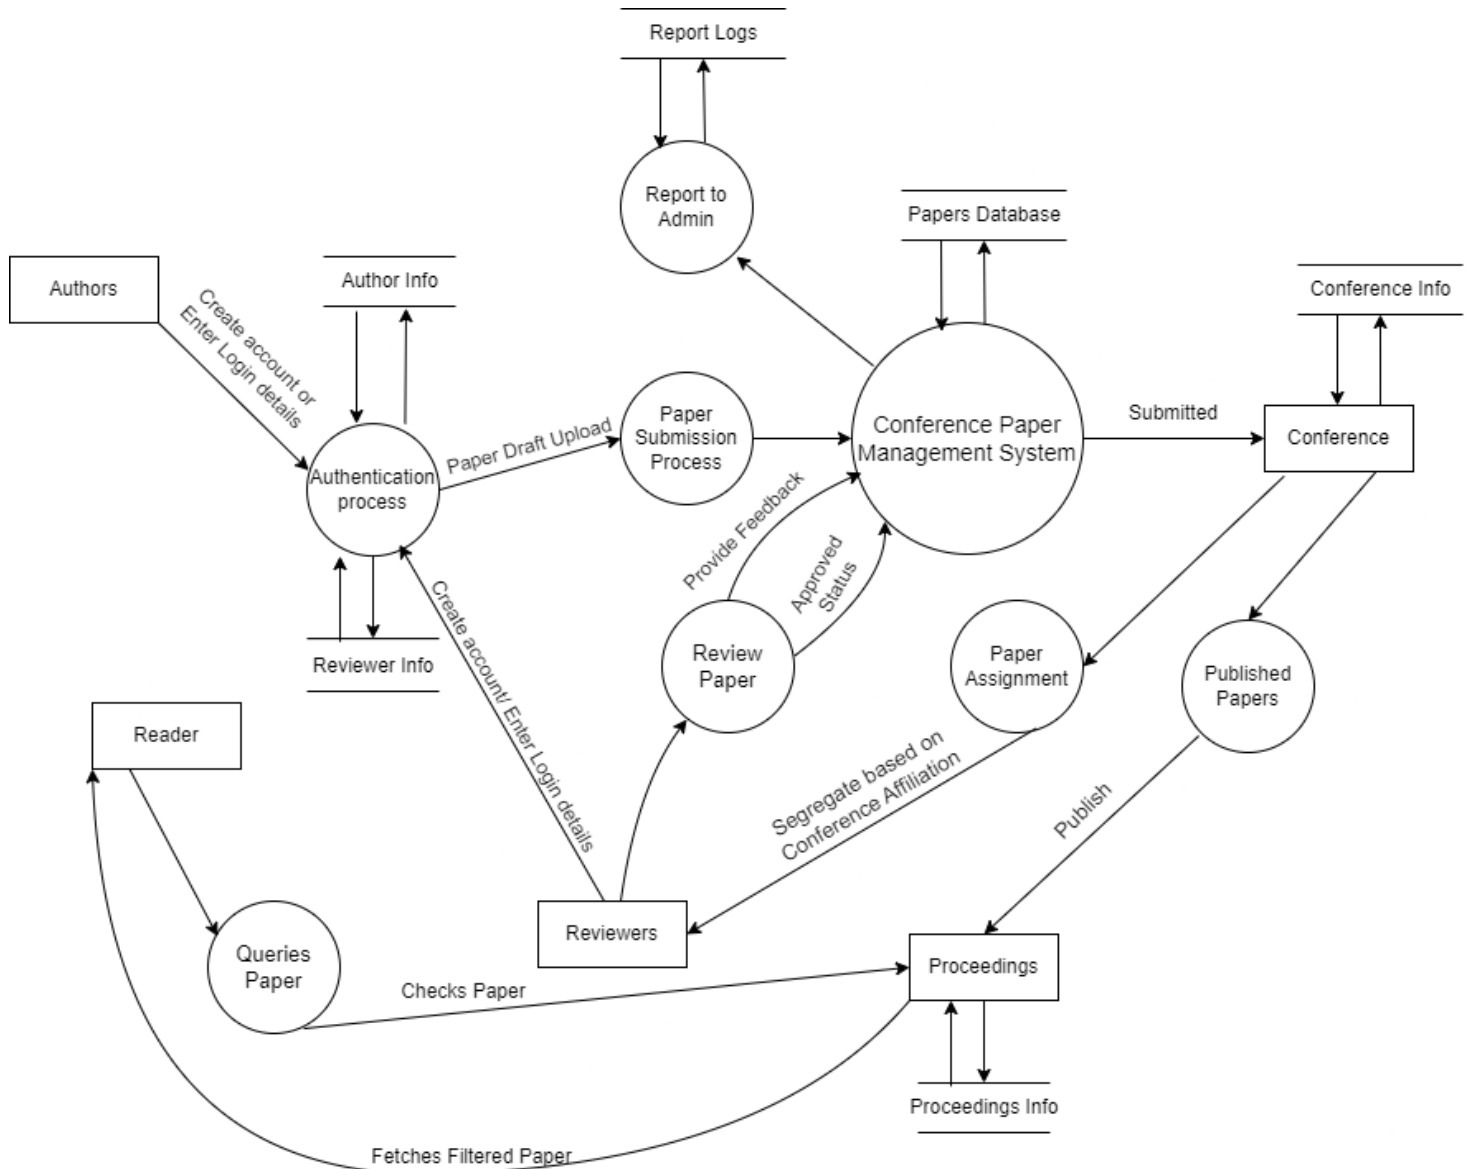 Report Logs
Report to
Admin
Papers Database
Authors
Create account or
Enter Login details
Author Info
Conference Info
Paper
Submission
Process
Paper Draft Upload
Authentication
process
Conference Paper
Management System
Submitted
Conference
Provide Feedback
Approved
Status
Reviewer Info
Create account/ Enter Login details
Review
Paper
Paper
Assignment
Published
Papers
Reader
Segregate based on
Conference Affiliation
Publish
Queries
Paper
Reviewers
Checks Paper
Proceedings
Proceedings Info
Fetches Filtered Paper